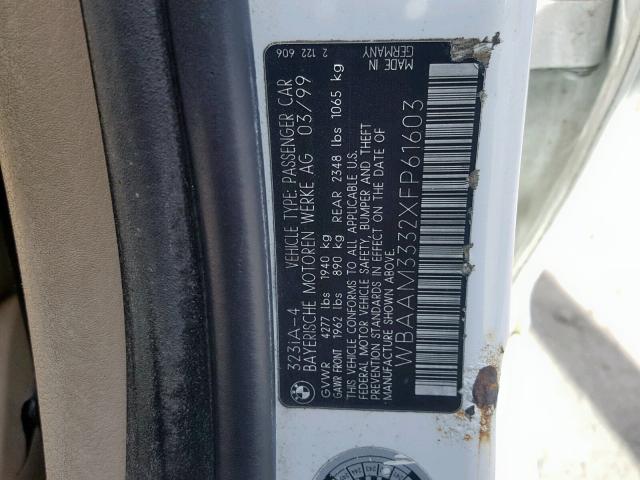 323iA-4 VEHICLE TYPE: PASSENGER CAR 2 122 606
BAYERISCHE MOTOREN WERKE AG 03/99
GVWR 4277 lbs 1940 kg
GAWR FRONT 1962 lbs 890 kg REAR 2348 lbs 1065 kg
THIS VEHICLE CONFORMS TO ALL APPLICABLE U.S.
FEDERAL MOTOR VEHICLE SAFETY, BUMPER AND THEFT
PREVENTION STANDARDS IN EFFECT ON THE DATE OF
MANUFACTURE SHOWN ABOVE.
WBAAM3332XFP61603
MADE IN
GERMANY